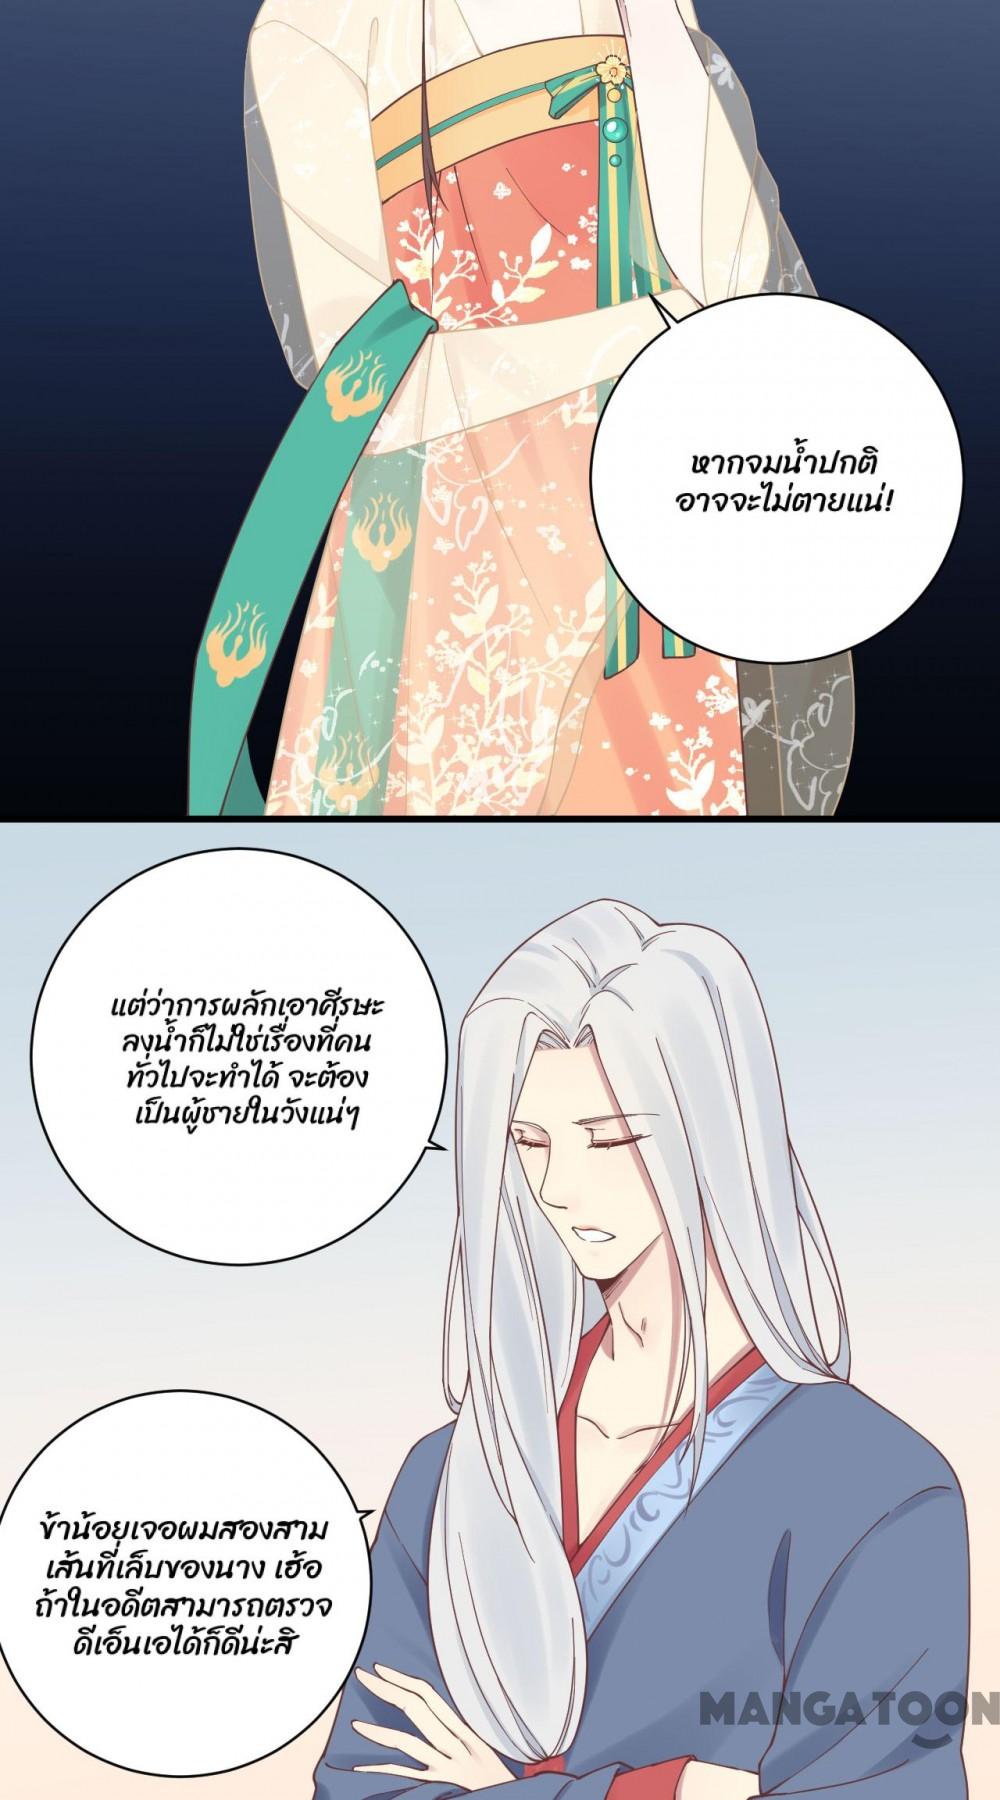 หากจมน้ำปกติ
อาจจะไม่ตายแน่!
แต่ว่าการผลักเอาศีรษะ
ลงน้ำก็ไม่ใช่เรื่องที่คน
ทั่วไปจะทำได้ จะต้อง
เป็นผู้ชายในวังแน่ๆ
ข้าน้อยเจอผมสองสาม
เส้นที่เล็บของนาง เฮ้อ
ถ้าในอดีตสามารถตรวจ
ดีเอ็นเอได้ก็ดีน่ะสิ
MANGATOON